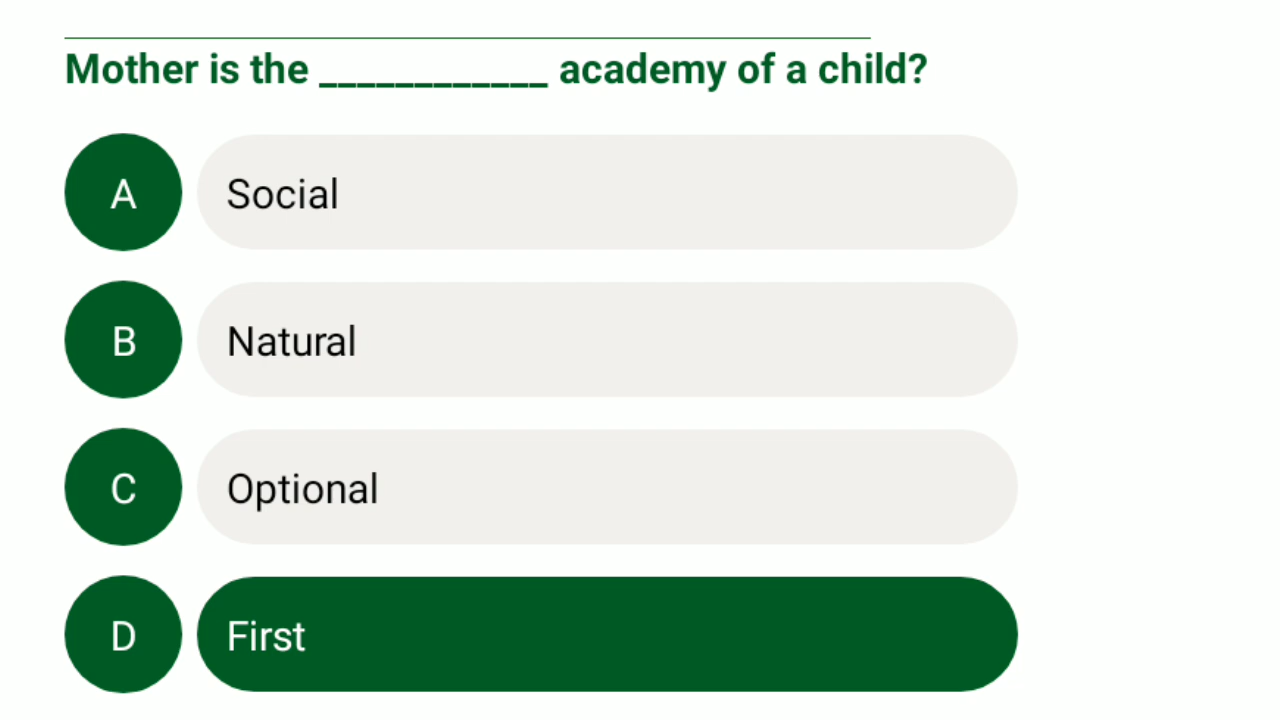 Mother is the ____________ academy of a child?
A Social
B Natural
C Optional
D First